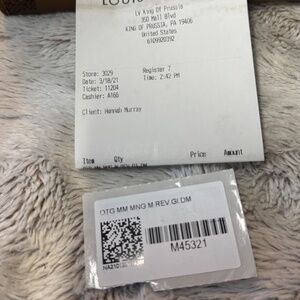 LV King Of Prussia
350 Mall Blvd
KING OF PRUSSIA, PA 19406
United States
6109920392
Store: 3029
Register 7
Date: 3/18/21
Time: 2:42 PM
Ticket: 11204
Cashier: A166
Client: Hannah Murray
Item Qty Price Amount
OTG MM MNG M REV.GI.DM
M45321